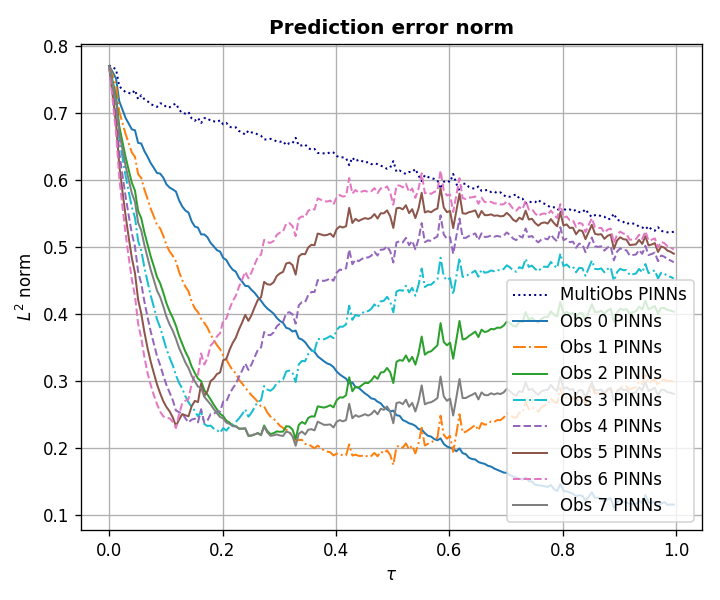 Prediction error norm
0.8
0.7
0.6
0.5
0.4
0.3
0.2
0.1
L² norm
MultiObs PINNs
Obs 0 PINNs
Obs 1 PINNs
Obs 2 PINNs
Obs 3 PINNs
Obs 4 PINNs
Obs 5 PINNs
Obs 6 PINNs
Obs 7 PINNs
0.0 0.2 0.4 0.6 0.8 1.0
τ